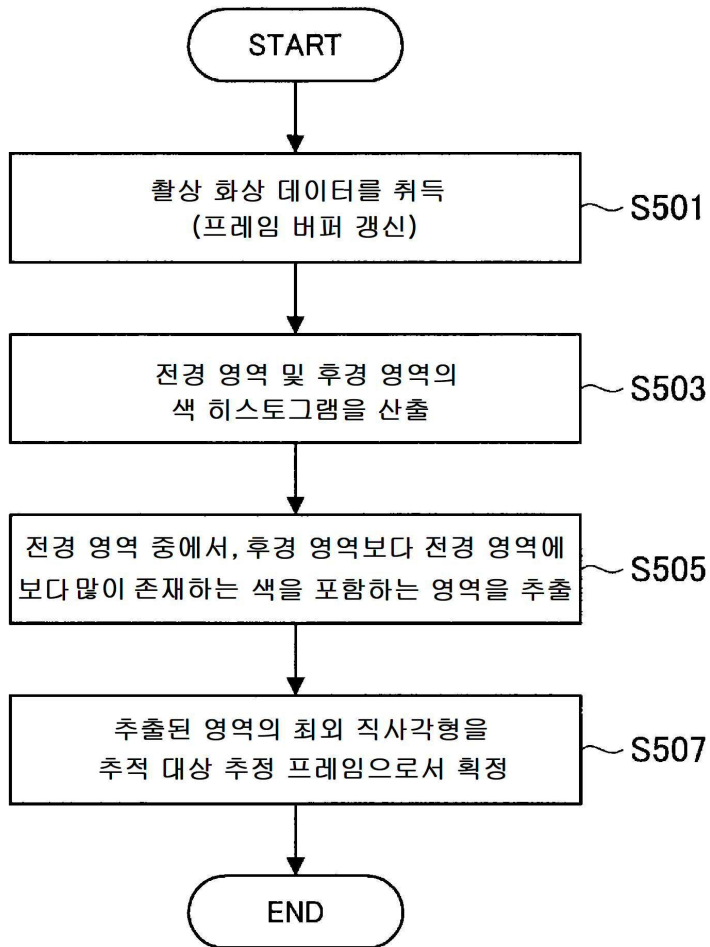 START
촬상 화상 데이터를 취득
(프레임 버퍼 갱신)
S501
전경 영역 및 후경 영역의
색 히스토그램을 산출
S503
전경 영역 중에서, 후경 영역보다 전경 영역에
보다 많이 존재하는 색을 포함하는 영역을 추출
S505
추출된 영역의 최외 직사각형을
추적 대상 추정 프레임으로서 획정
S507
END